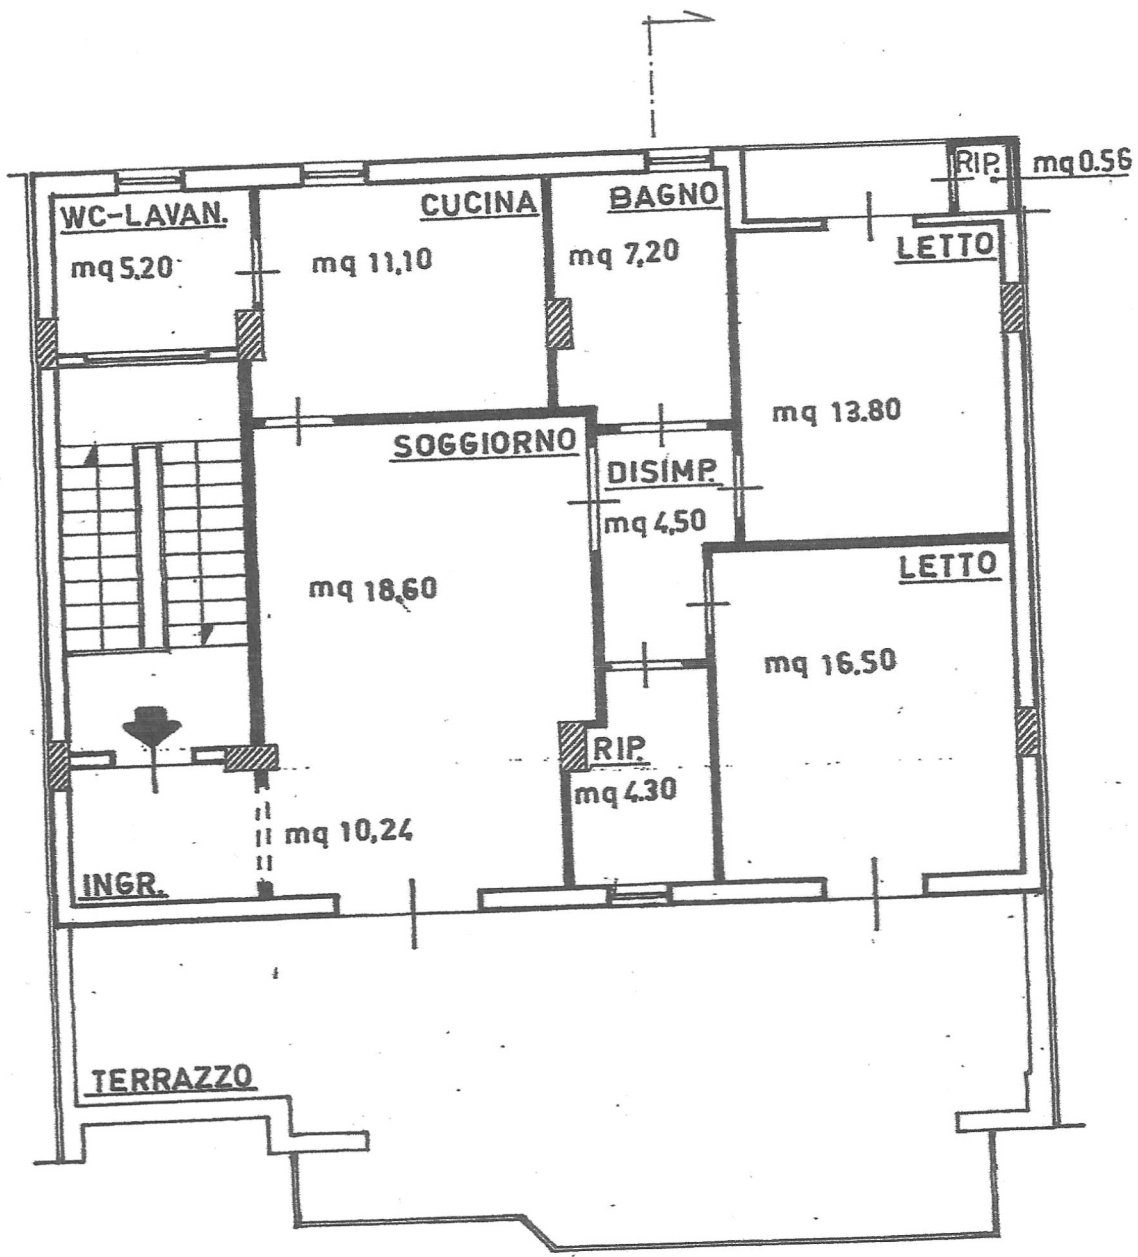 RIP. mq 0.56
WC-LAVAN.
CUCINA
BAGNO
LETTO
mq 5.20
mq 11,10
mq 7,20
mq 13.80
SOGGIORNO
DISIMP.
mq 4,50
LETTO
mq 18.60
mq 16.50
RIP.
mq 4.30
mq 10,24
INGR.
TERRAZZO